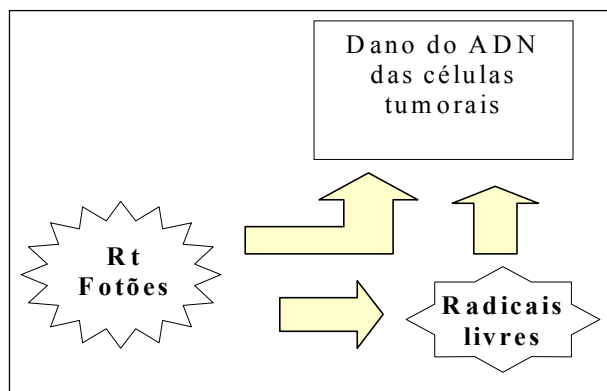 Dano do ADN
das células
tumorais
Rt
Fotões
Radicais
livres